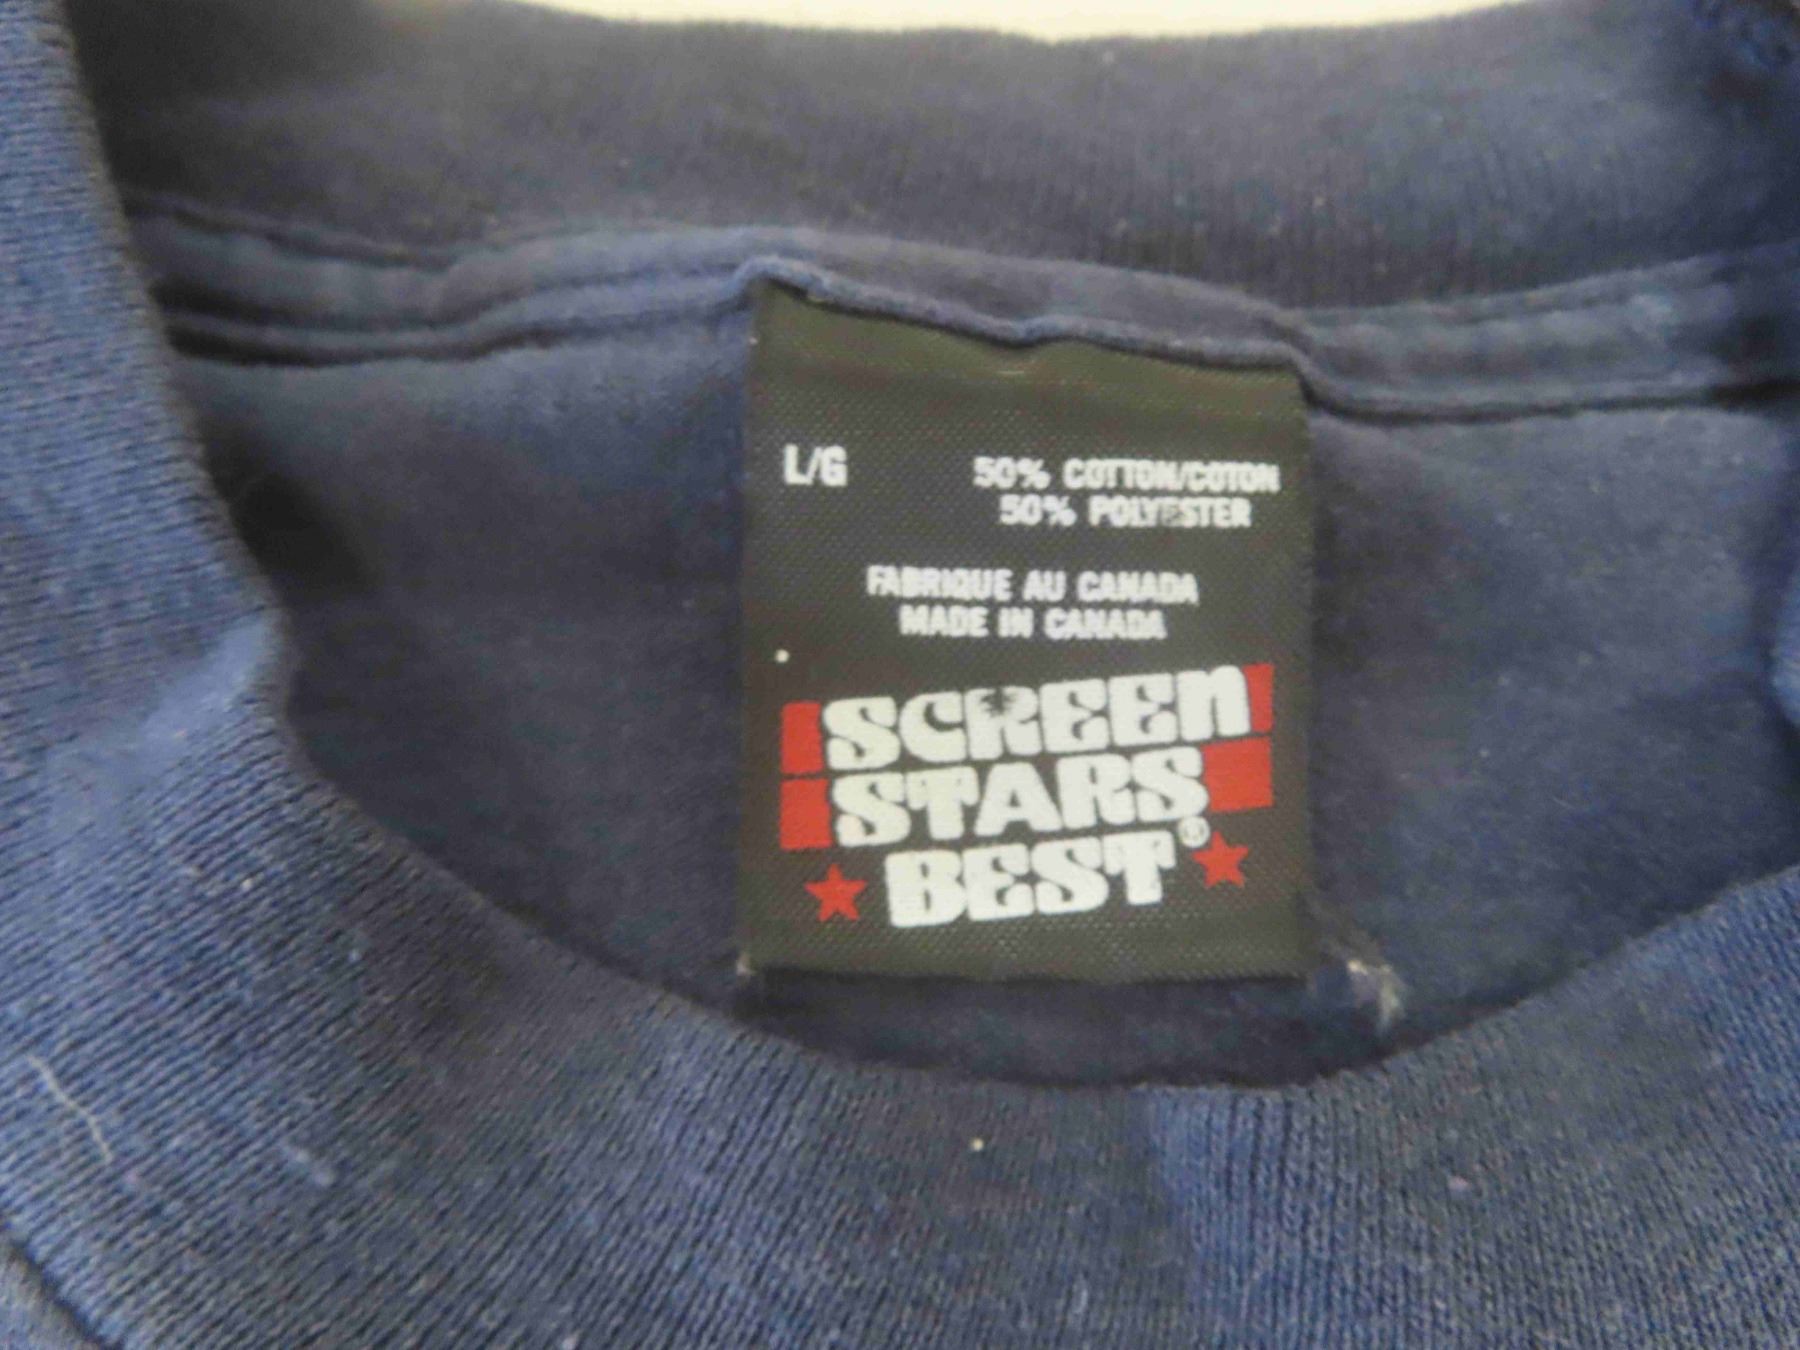 L/G 50% COTTON/COTON
50% POLYESTER
FABRIQUE AU CANADA
MADE IN CANADA
SCREEN
STARS
BEST®